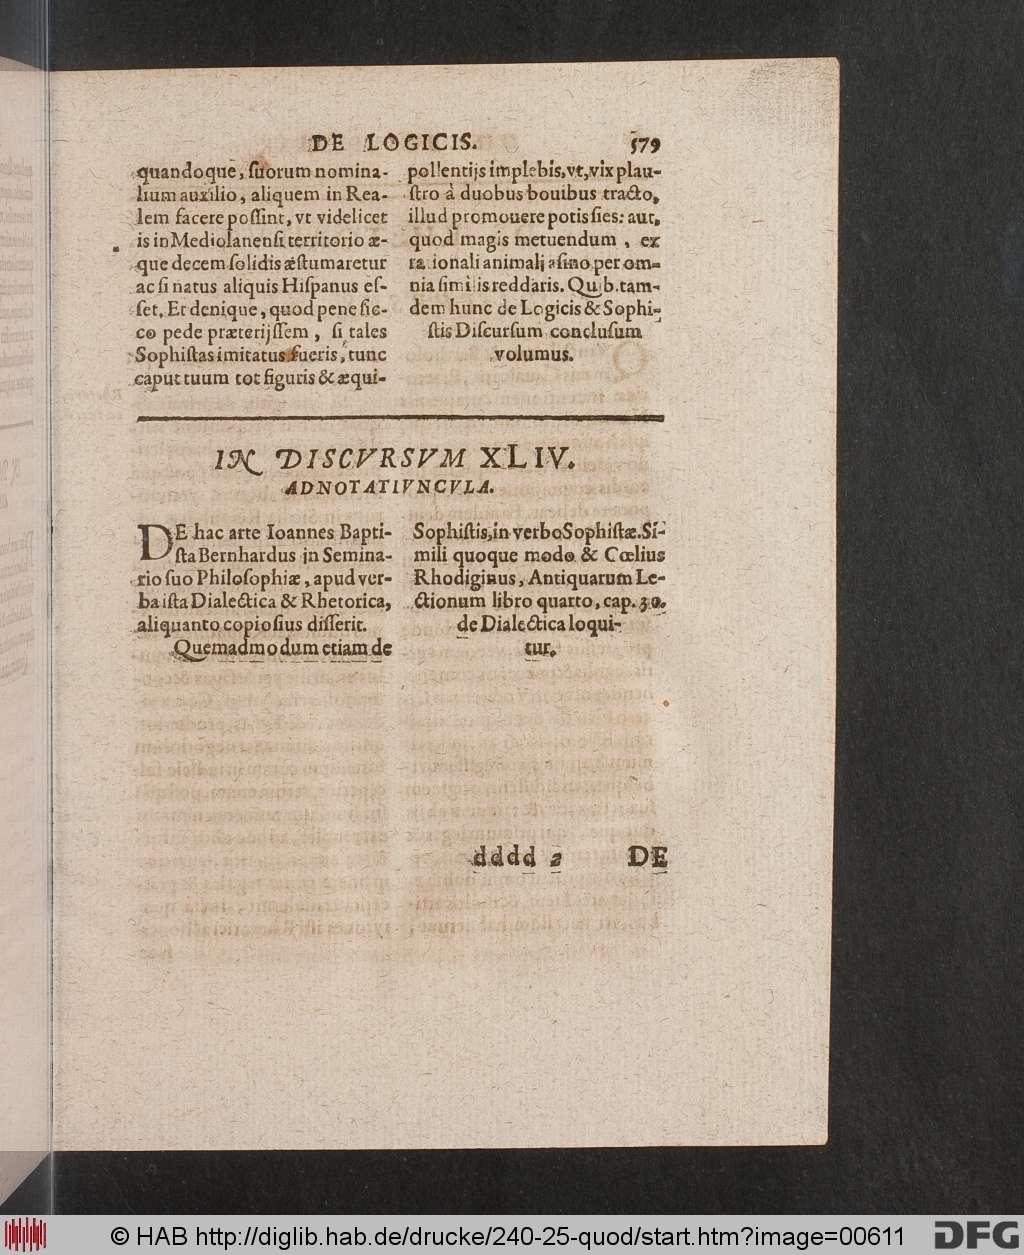 DE LOGICIS. 579
quandoque, ſuorum nomina-
lium auxilio, aliquem in Rea-
lem facere poſſint, vt videlicet
is in Mediolanenſi territorio æ-
que decem ſolidis æſtumaretur
ac ſi natus aliquis Hiſpanus eſ-
ſet. Et denique, quod pene ſic-
co pede præterijſſem, ſi tales
Sophiſtas imitatus fueris, tunc
caput tuum tot figuris & æqui-
pollentijs implebis, vt, vix plau-
ſtro à duobus bouibus tracto,
illud promouere potis ſies: aut,
quod magis metuendum, ex
rationali animali aſino per om-
nia ſimilis reddaris. Quib. tam-
dem hunc de Logicis & Sophi-
ſtis Diſcurſum concluſum
volumus.
IN DISCVRSVM XLIV.
ADNOTATIVNCVLA.
DE hac arte Ioannes Bapti-
ſta Bernhardus in Semina-
rio ſuo Philoſophiæ, apud ver-
ba iſta Dialectica & Rhetorica,
aliquanto copioſius diſſerit.
Quemadmodum etiam de
Sophiſtis, in verbo Sophiſtæ. Si-
mili quoque modo & Cœlius
Rhodiginus, Antiquarum Le-
ctionum libro quarto, cap. 30.
de Dialectica loqui-
tur.
dddd 2 DE
© HAB http://diglib.hab.de/drucke/240-25-quod/start.htm?image=00611 DFG